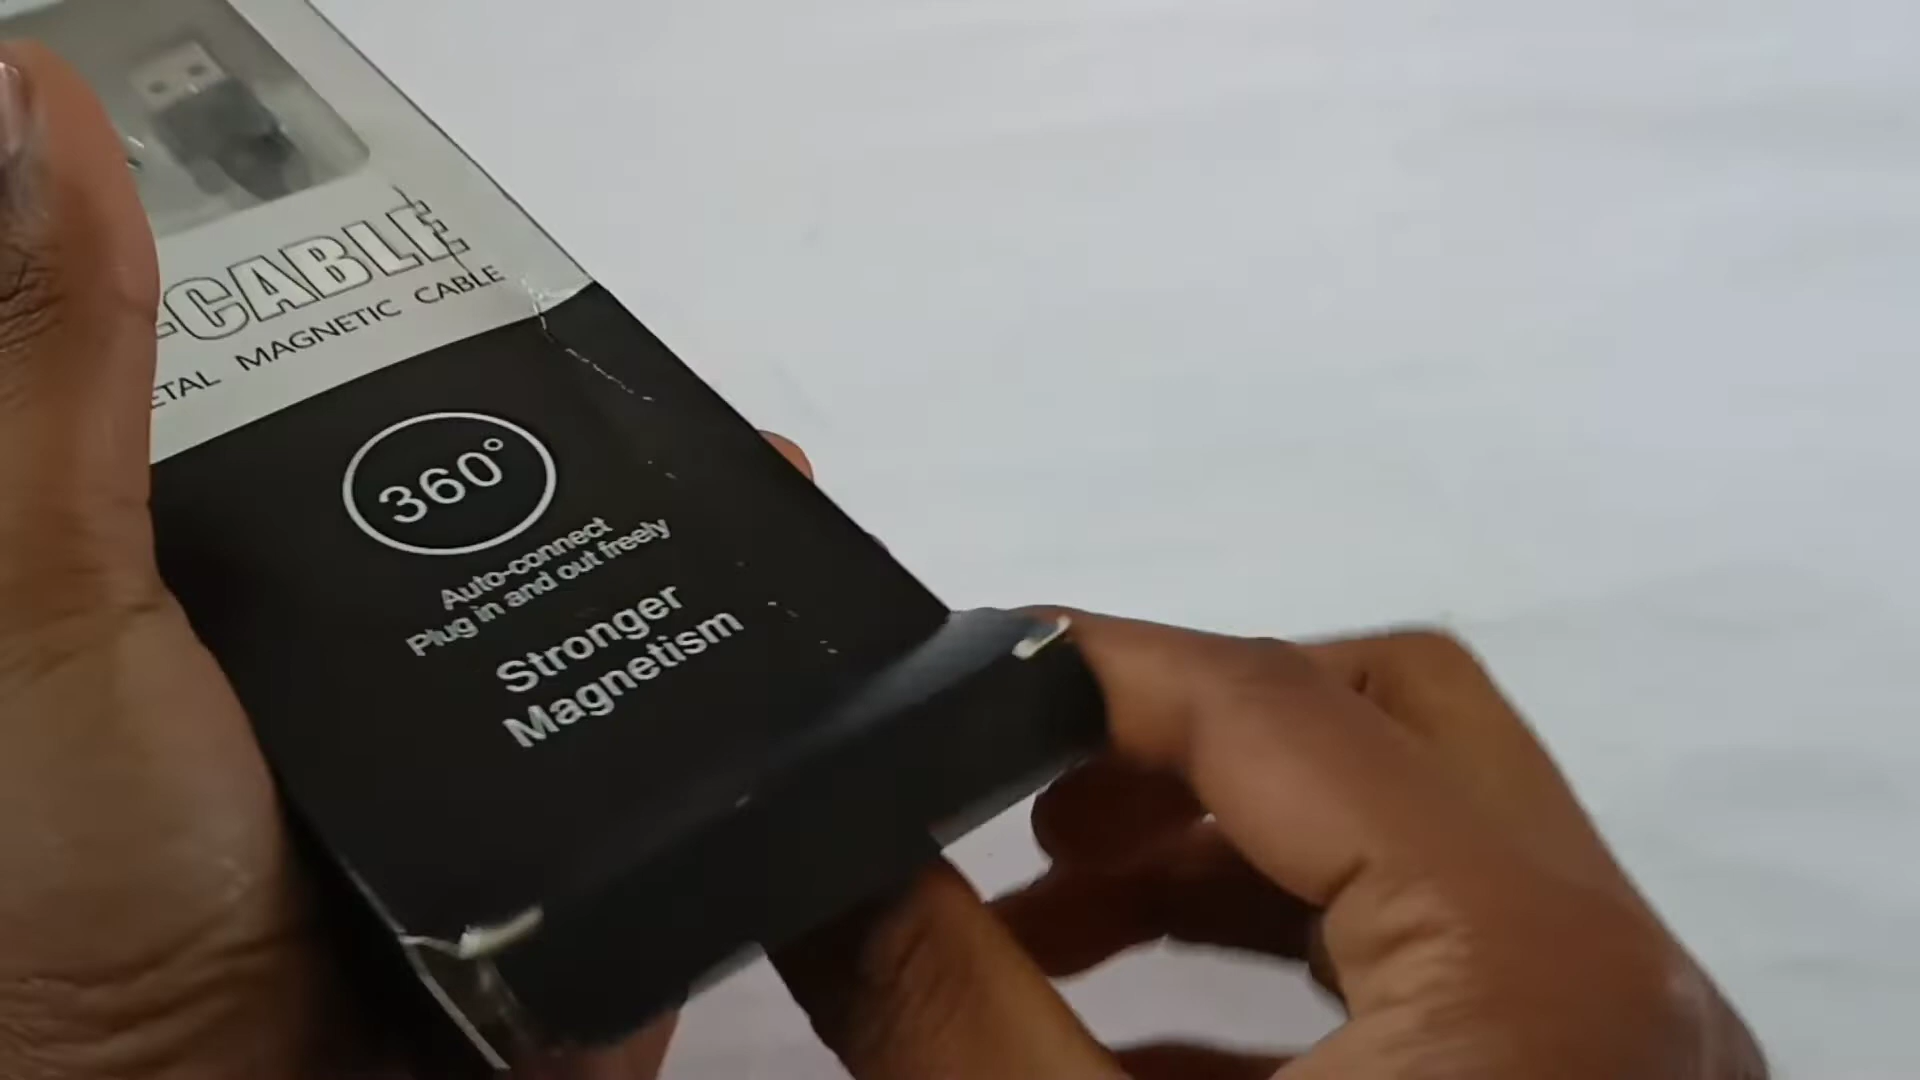 -CABLE
ETAL MAGNETIC CABLE
360°
Auto-connect
Plug in and out freely
Stronger
Magnetism